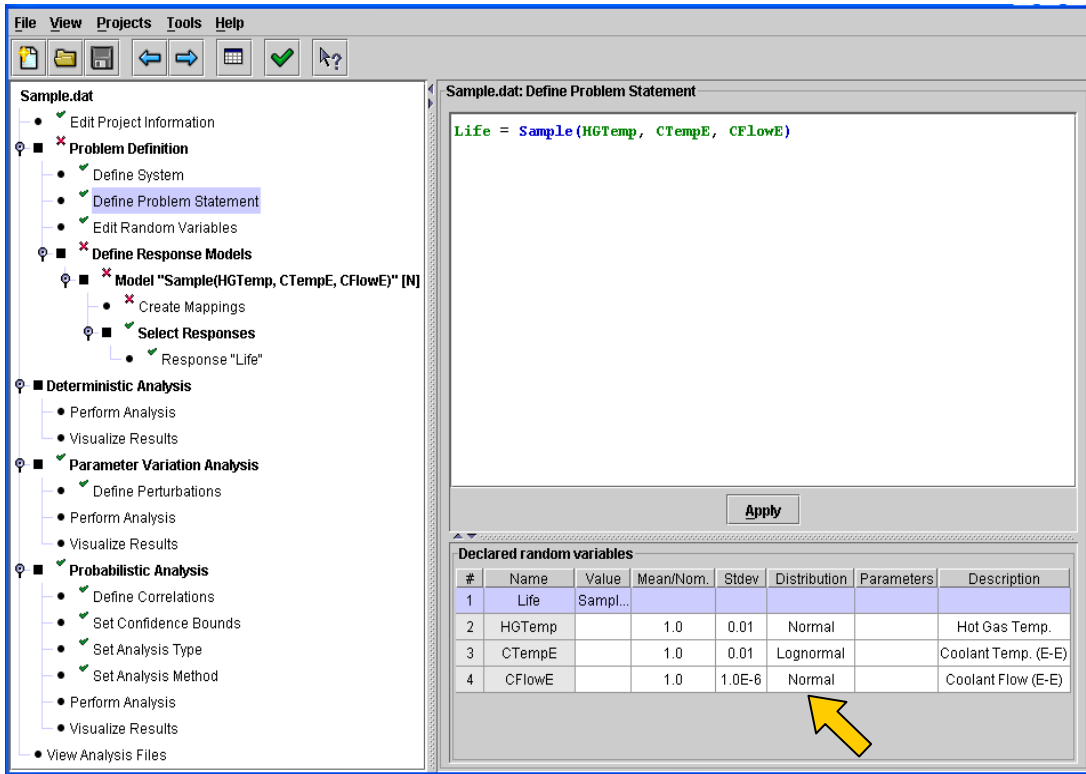 File View Projects Tools Help
Sample.dat
Edit Project Information
Problem Definition
Define System
Define Problem Statement
Edit Random Variables
Define Response Models
Model "Sample(HGTemp, CTempE, CFlowE)" [N]
Create Mappings
Select Responses
Response "Life"
Deterministic Analysis
Perform Analysis
Visualize Results
Parameter Variation Analysis
Define Perturbations
Perform Analysis
Visualize Results
Probabilistic Analysis
Define Correlations
Set Confidence Bounds
Set Analysis Type
Set Analysis Method
Perform Analysis
Visualize Results
View Analysis Files
Sample.dat: Define Problem Statement
Life = Sample(HGTemp, CTempE, CFlowE)
Apply
Declared random variables
# Name Value Mean/Nom. Stdev Distribution Parameters Description
1 Life Sampl...
2 HGTemp 1.0 0.01 Normal Hot Gas Temp.
3 CTempE 1.0 0.01 Lognormal Coolant Temp. (E-E)
4 CFlowE 1.0 1.0E-6 Normal Coolant Flow (E-E)